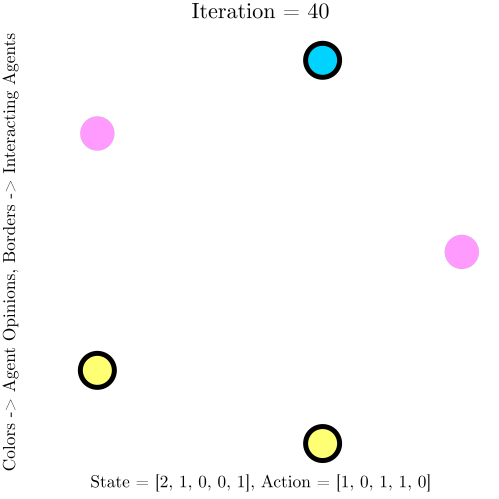 Iteration = 40
Colors -> Agent Opinions, Borders -> Interacting Agents
State = [2, 1, 0, 0, 1], Action = [1, 0, 1, 1, 0]